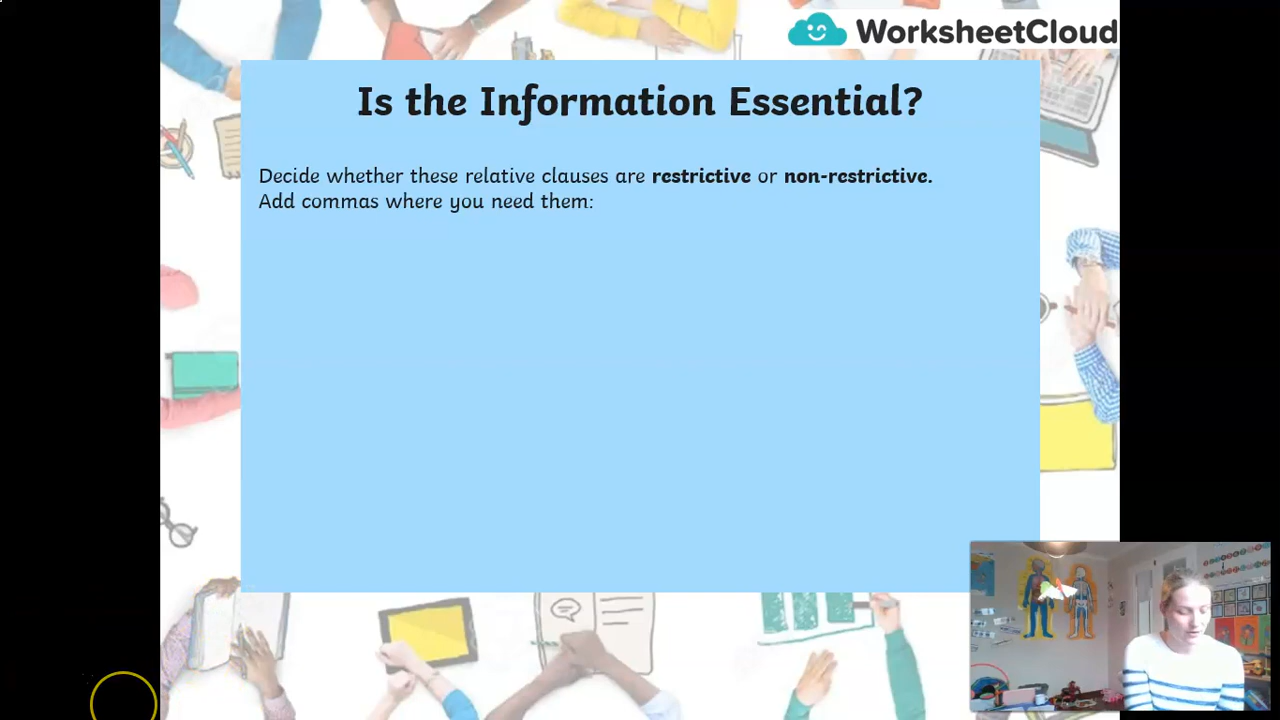 WorksheetCloud
Is the Information Essential?
Decide whether these relative clauses are restrictive or non-restrictive.
Add commas where you need them: